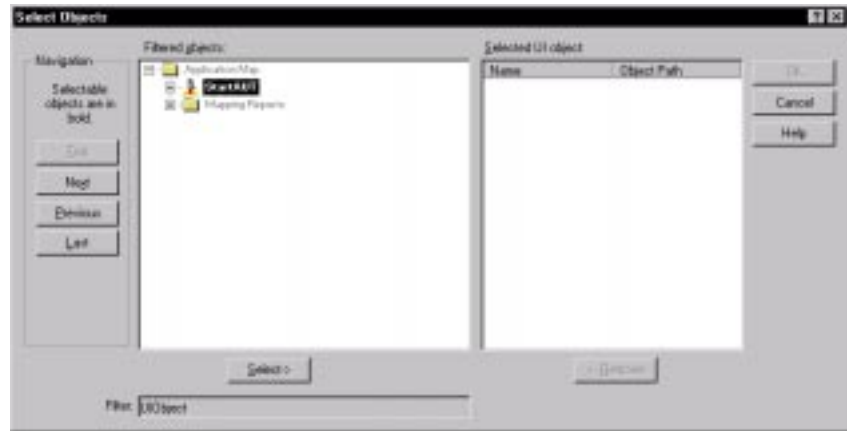 Select Objects
Navigation
Selectable
objects are in
bold.
Next
Previous
Last
Filtered objects:
Application Map
StartAUT
Mapping Reports
Select >
Filter:
UIObject
Selected UI object
Name
Object Path
< Remove
OK
Cancel
Help